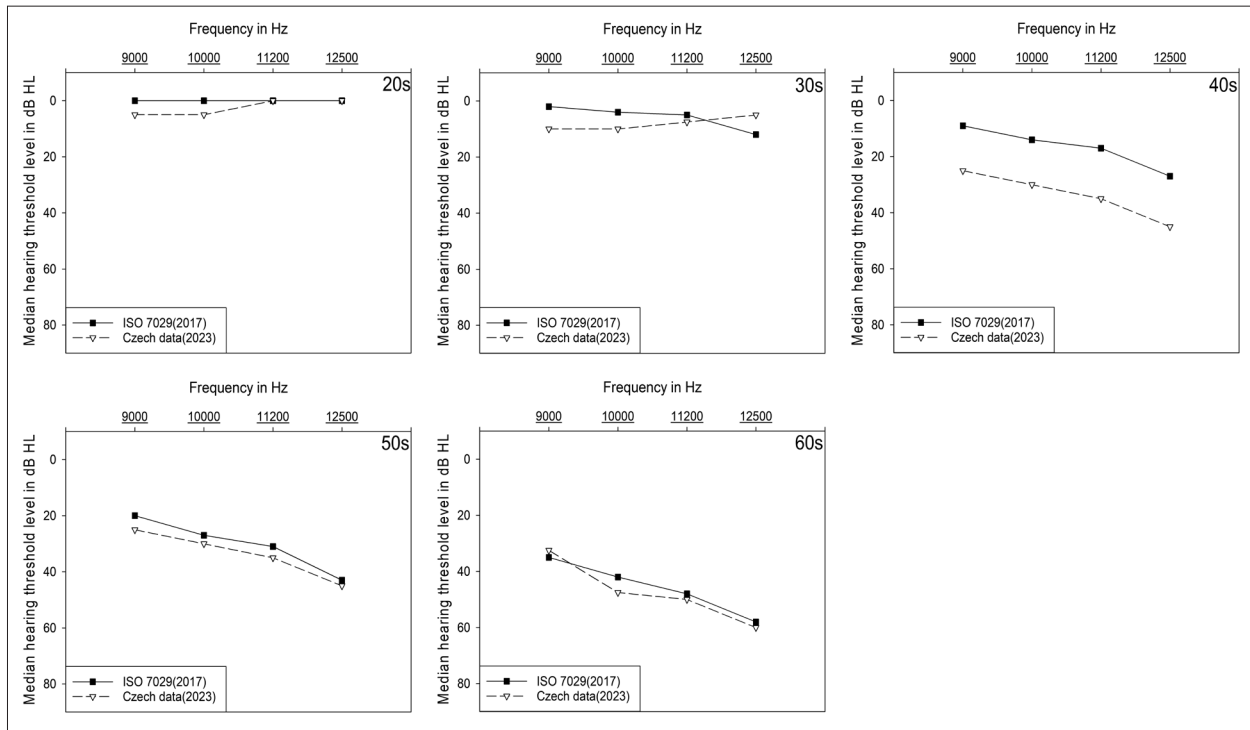 Frequency in Hz
9000 10000 11200 12500
20s
Median hearing threshold level in dB HL
0
20
40
60
80
ISO 7029(2017)
Czech data(2023)
Frequency in Hz
9000 10000 11200 12500
30s
Median hearing threshold level in dB HL
0
20
40
60
80
ISO 7029(2017)
Czech data(2023)
Frequency in Hz
9000 10000 11200 12500
40s
Median hearing threshold level in dB HL
0
20
40
60
80
ISO 7029(2017)
Czech data(2023)
Frequency in Hz
9000 10000 11200 12500
50s
Median hearing threshold level in dB HL
0
20
40
60
80
ISO 7029(2017)
Czech data(2023)
Frequency in Hz
9000 10000 11200 12500
60s
Median hearing threshold level in dB HL
0
20
40
60
80
ISO 7029(2017)
Czech data(2023)